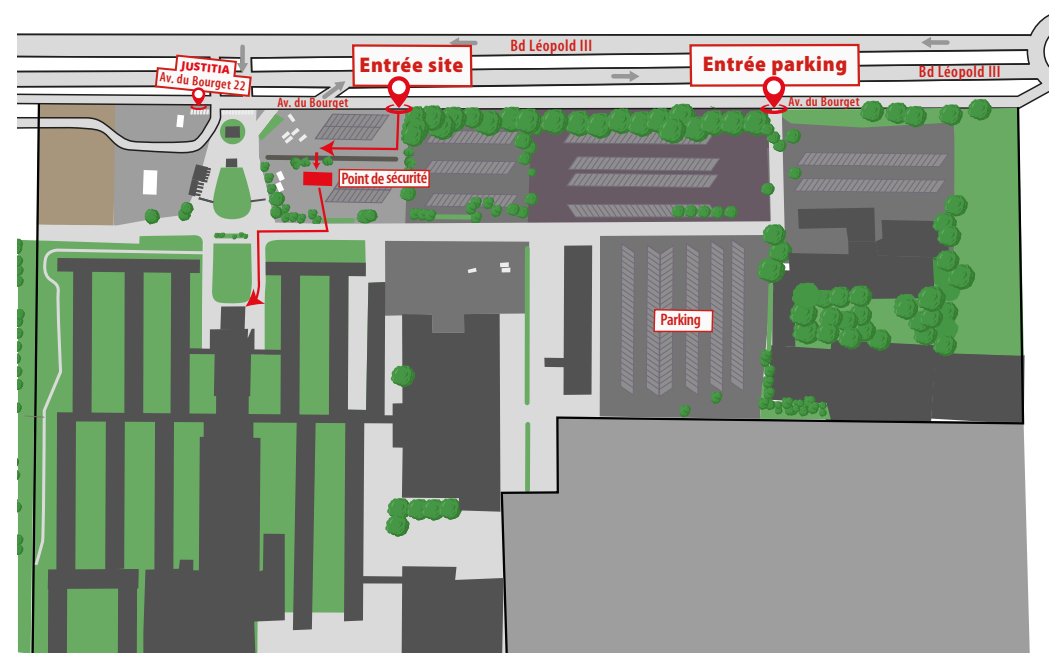 Bd Léopold III
JUSTITIA
Av. du Bourget 22
Entrée site
Entrée parking
Bd Léopold III
Av. du Bourget
Av. du Bourget
Point de sécurité
Parking